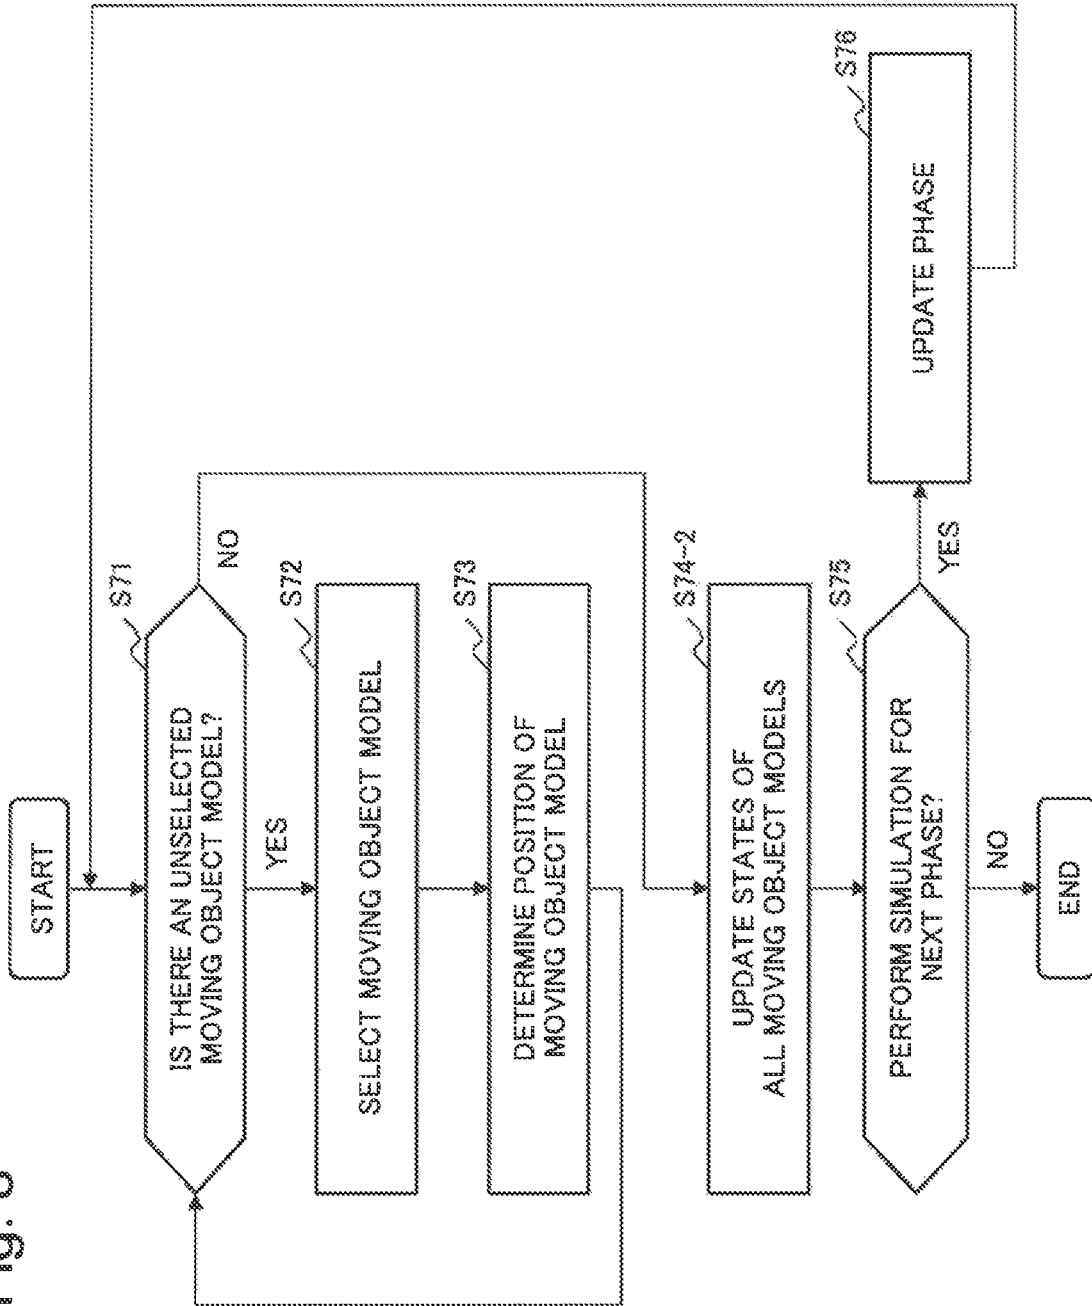 START
S71
IS THERE AN UNSELECTED
MOVING OBJECT MODEL?
NO
YES
S72
SELECT MOVING OBJECT MODEL
S73
DETERMINE POSITION OF
MOVING OBJECT MODEL
S74-2
UPDATE STATES OF
ALL MOVING OBJECT MODELS
S75
PERFORM SIMULATION FOR
NEXT PHASE?
YES
S76
UPDATE PHASE
NO
END